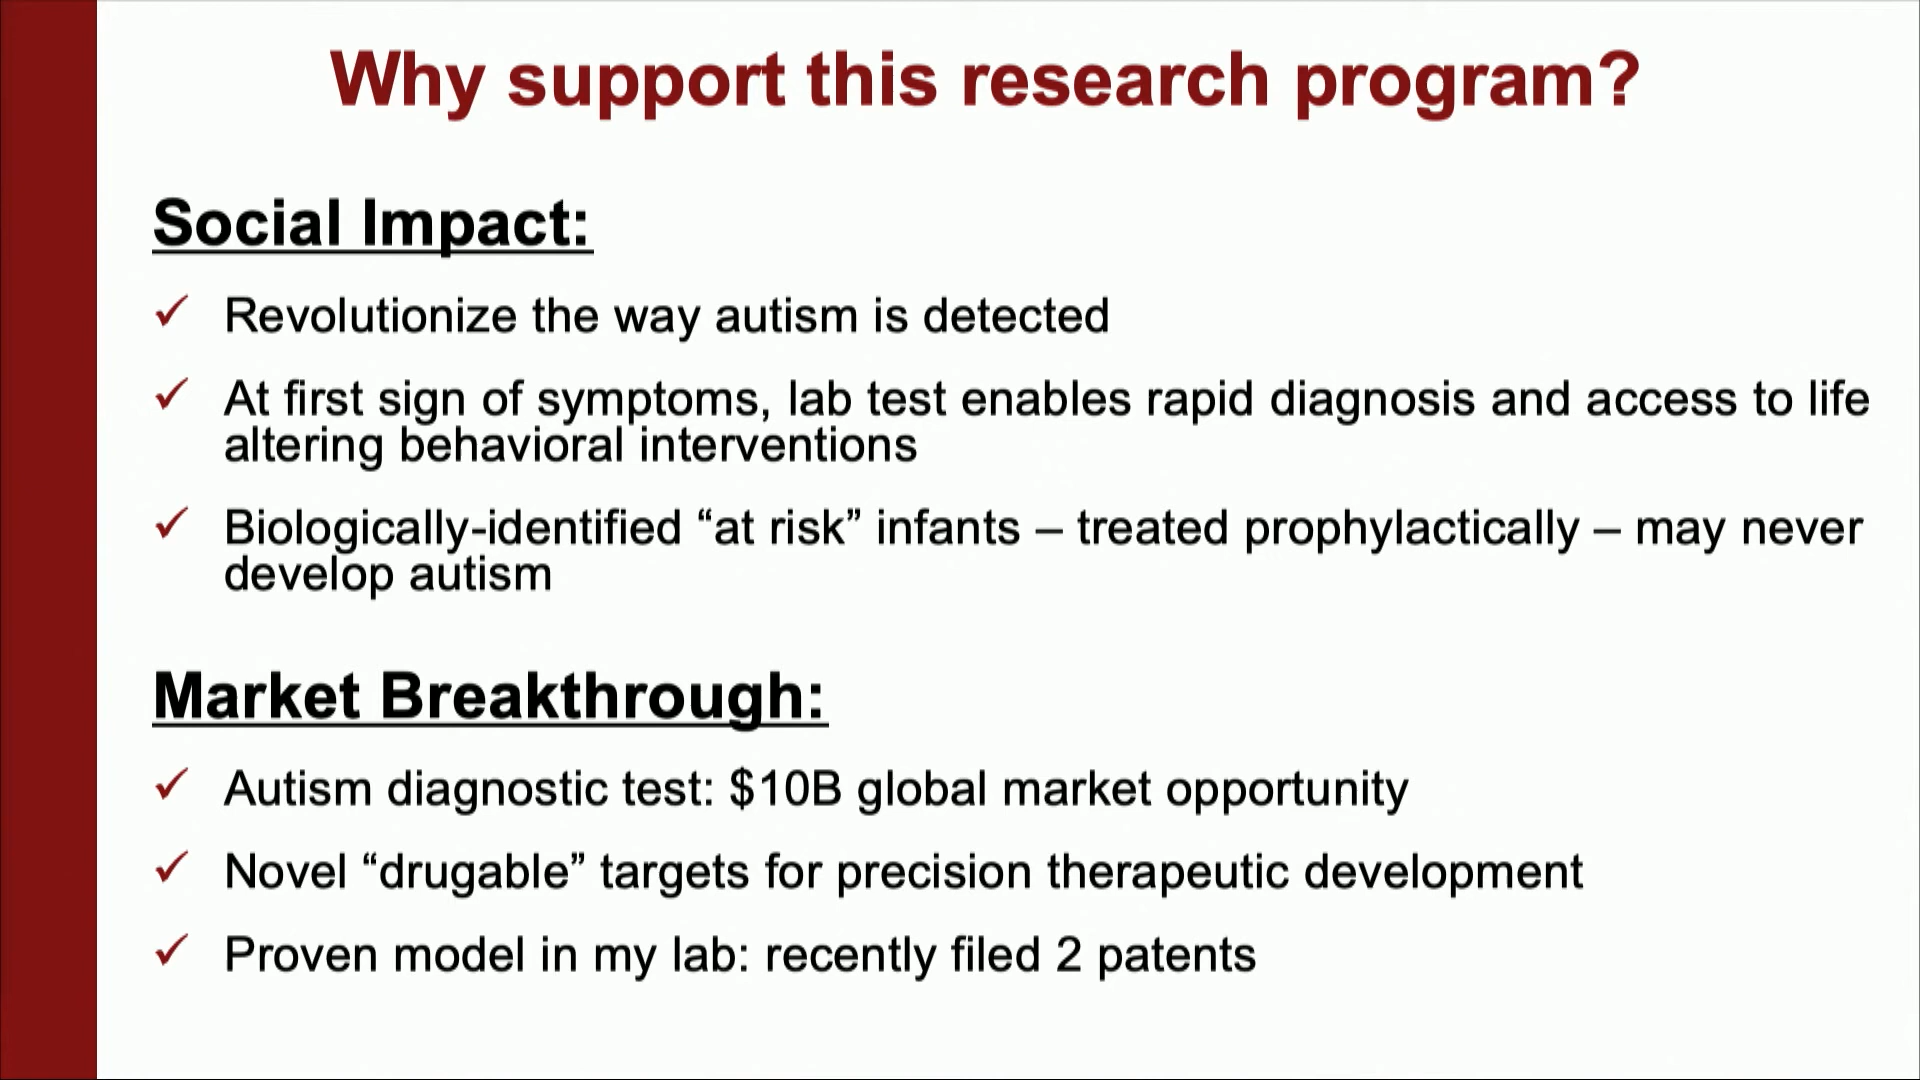 Why support this research program?
Social Impact:
✓ Revolutionize the way autism is detected
✓ At first sign of symptoms, lab test enables rapid diagnosis and access to life
altering behavioral interventions
✓ Biologically-identified “at risk” infants – treated prophylactically – may never
develop autism
Market Breakthrough:
✓ Autism diagnostic test: $10B global market opportunity
✓ Novel “drugable” targets for precision therapeutic development
✓ Proven model in my lab: recently filed 2 patents